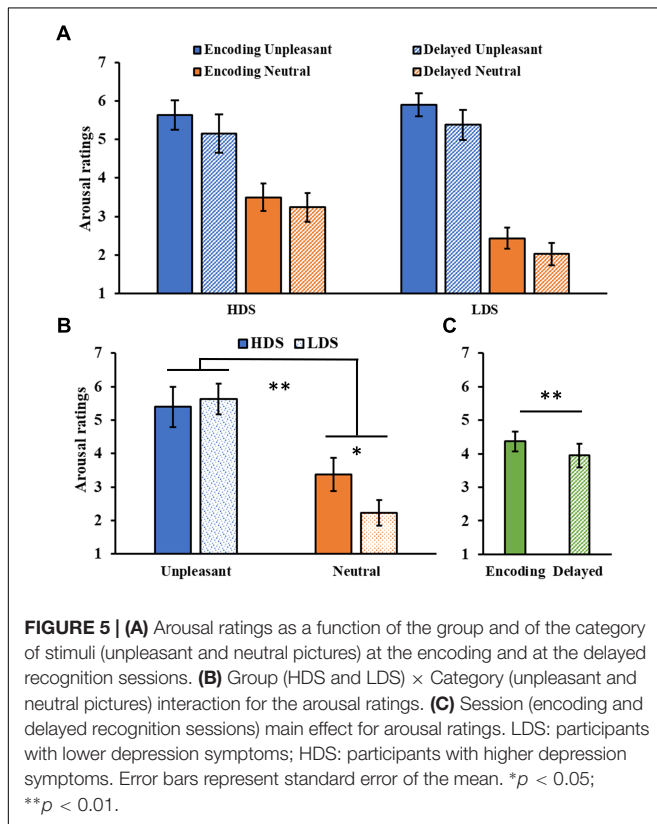 A
Encoding Unpleasant
Delayed Unpleasant
Encoding Neutral
Delayed Neutral
Arousal ratings
7
6
5
4
3
2
1
HDS
LDS
B
HDS
LDS
Arousal ratings
7
6
5
4
3
2
1
**
*
Unpleasant
Neutral
C
7
6
5
4
3
2
1
**
Encoding
Delayed
FIGURE 5 | (A) Arousal ratings as a function of the group and of the category
of stimuli (unpleasant and neutral pictures) at the encoding and at the delayed
recognition sessions. (B) Group (HDS and LDS) × Category (unpleasant and
neutral pictures) interaction for the arousal ratings. (C) Session (encoding and
delayed recognition sessions) main effect for arousal ratings. LDS: participants
with lower depression symptoms; HDS: participants with higher depression
symptoms. Error bars represent standard error of the mean. *p < 0.05;
**p < 0.01.